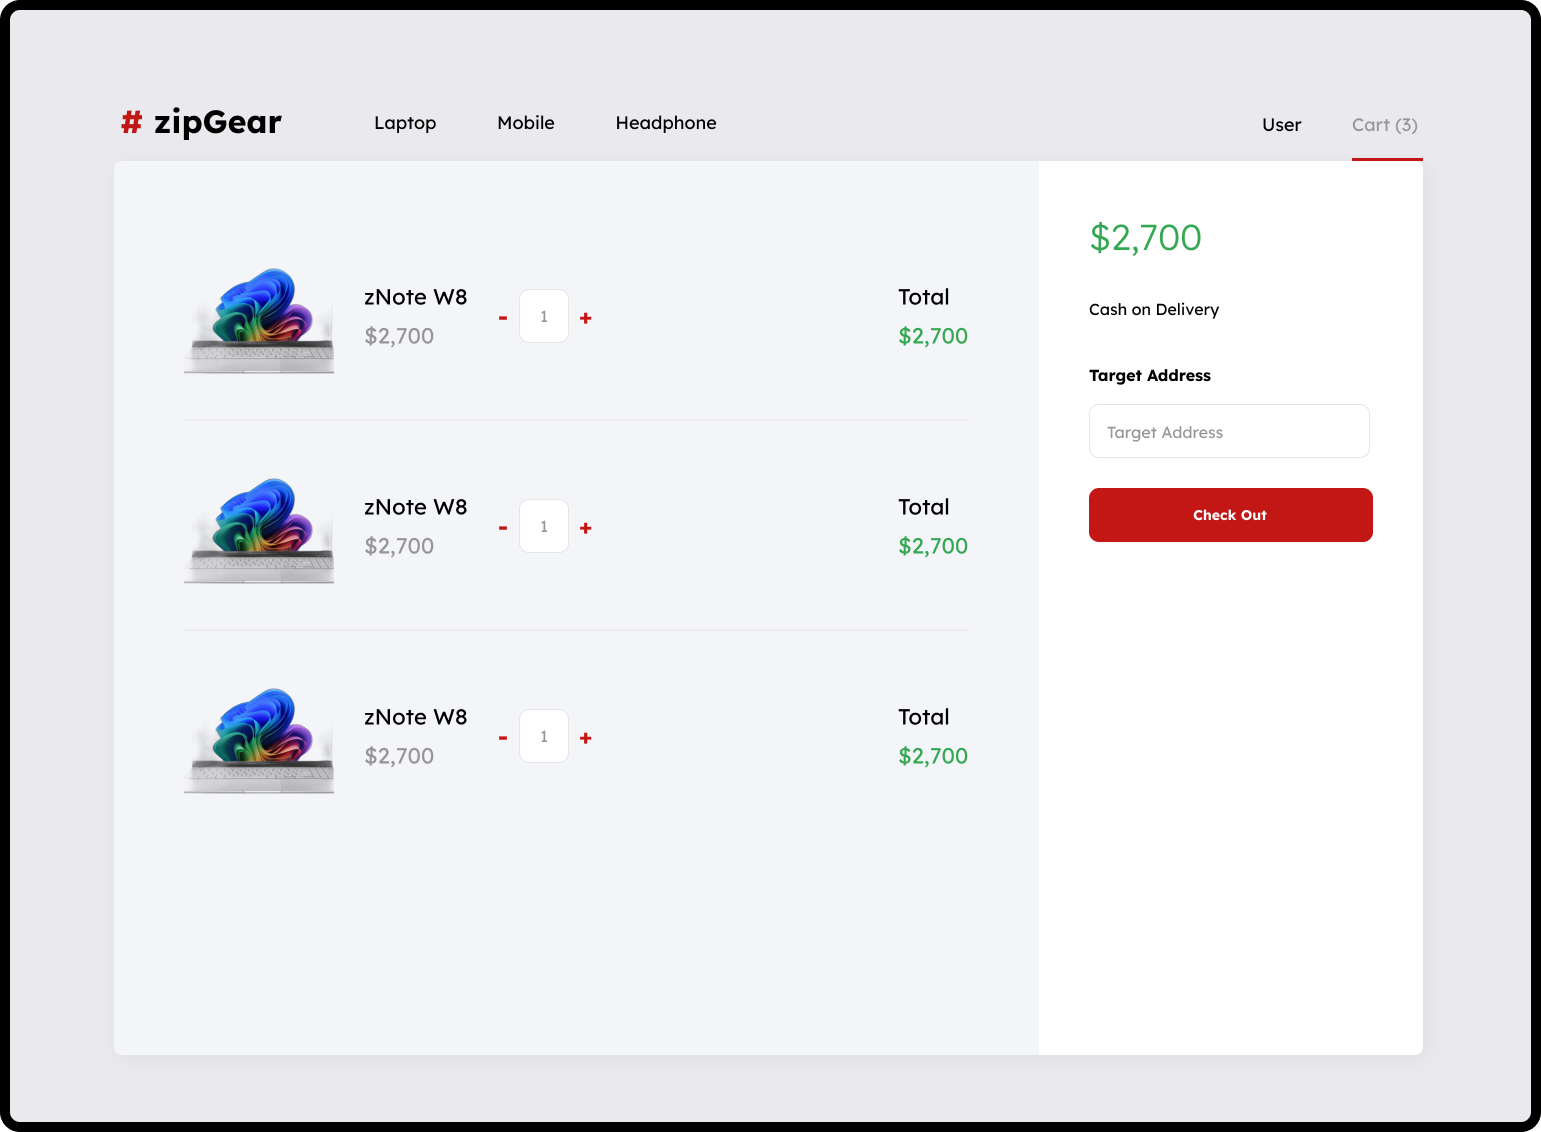 # zipGear
Laptop
Mobile
Headphone
User
Cart (3)
zNote W8
$2,700
- 1 +
Total
$2,700
zNote W8
$2,700
- 1 +
Total
$2,700
zNote W8
$2,700
- 1 +
Total
$2,700
$2,700
Cash on Delivery
Target Address
Target Address
Check Out